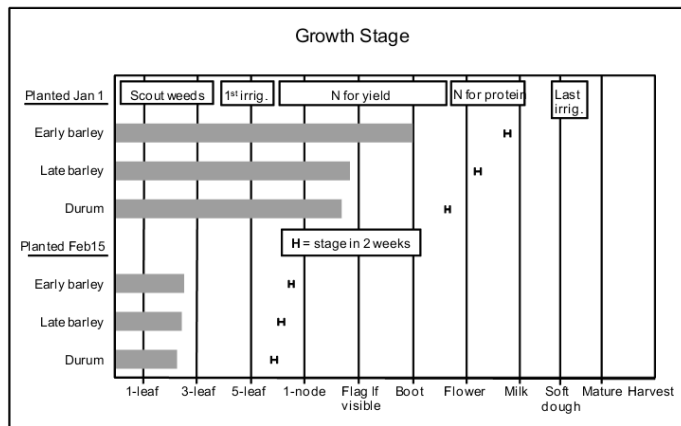 Growth Stage
Planted Jan 1
Scout weeds
1st irrig.
N for yield
N for protein
Last
irrig.
Early barley
H
Late barley
H
Durum
H
Planted Feb15
H = stage in 2 weeks
Early barley
H
Late barley
H
Durum
H
1-leaf
3-leaf
5-leaf
1-node
Flag lf
visible
Boot
Flower
Milk
Soft
dough
Mature
Harvest